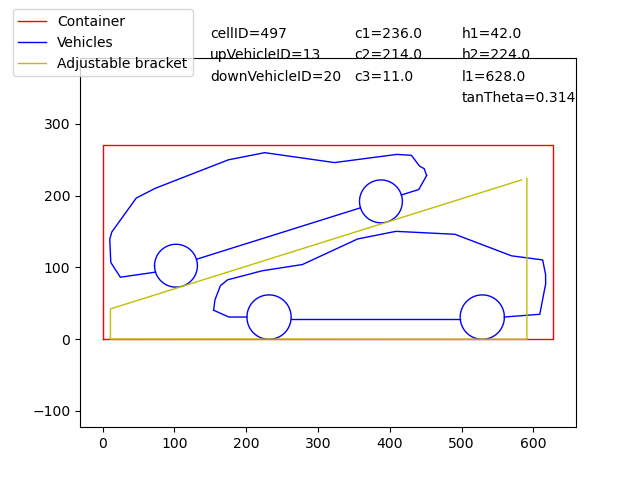 Container
Vehicles
Adjustable bracket
cellID=497 c1=236.0 h1=42.0
upVehicleID=13 c2=214.0 h2=224.0
downVehicleID=20 c3=11.0 l1=628.0
tanTheta=0.314
300
200
100
0
−100
0 100 200 300 400 500 600